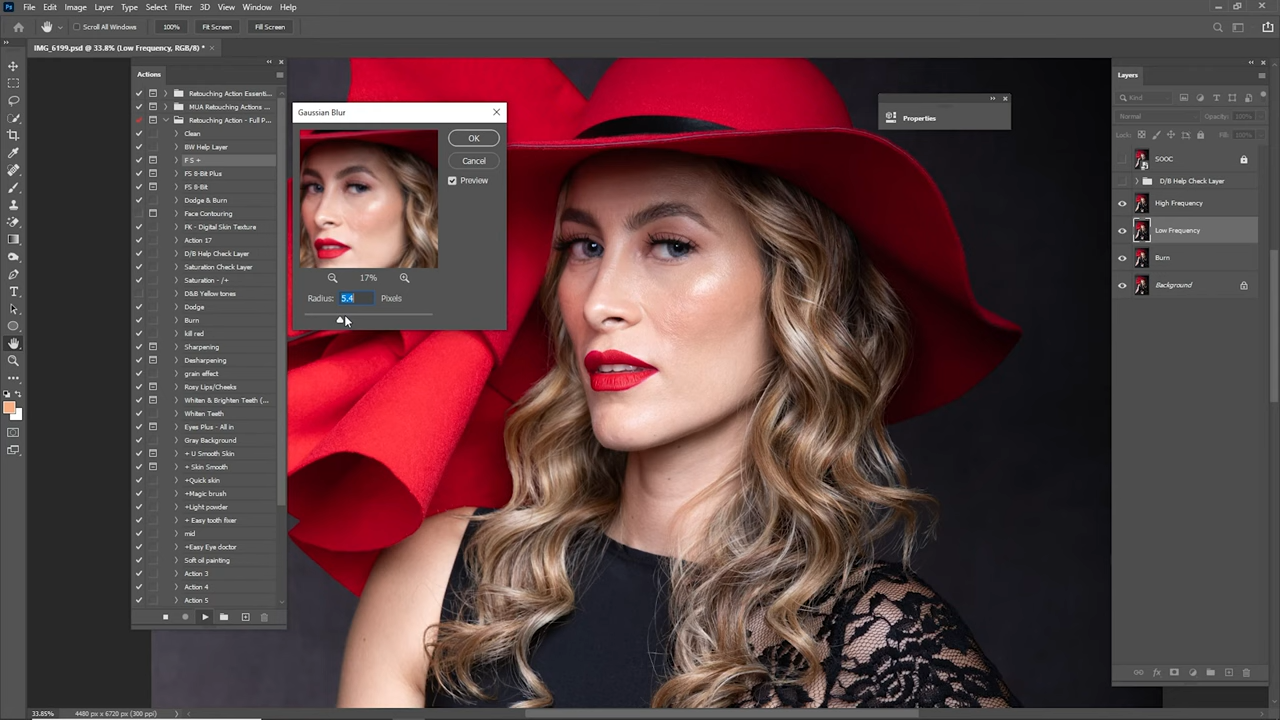 Ps File Edit Image Layer Type Select Filter 3D View Window Help
Scroll All Windows 100% Fit Screen Fill Screen
IMG_6199.psd @ 33.8% (Low Frequency, RGB/8) *
Actions
Retouching Action Essenti...
MUA Retouching Actions ...
Retouching Action - Full P...
Clean
BW Help Layer
F S +
FS 8-Bit Plus
FS 8-Bit
Dodge & Burn
Face Contouring
FK - Digital Skin Texture
Action 17
D/B Help Check Layer
Saturation Check Layer
Saturation - /+
D&B Yellow tones
Dodge
Burn
kill red
Sharpening
Desharpening
grain effect
Rosy Lips/Cheeks
Whiten & Brighten Teeth (...
Whiten Teeth
Eyes Plus - All in
Gray Background
+ U Smooth Skin
+ Skin Smooth
+Quick skin
+Magic brush
+Light powder
+ Easy tooth fixer
mid
+Easy Eye doctor
Soft oil painting
Action 3
Action 4
Action 5
Gaussian Blur
OK
Cancel
Preview
17%
Radius: 5.4 Pixels
Properties
Layers
Kind
Normal Opacity: 100%
Lock: Fill: 100%
SOOC
D/B Help Check Layer
High Frequency
Low Frequency
Burn
Background
33.85% 4480 px x 6720 px (300 ppi)